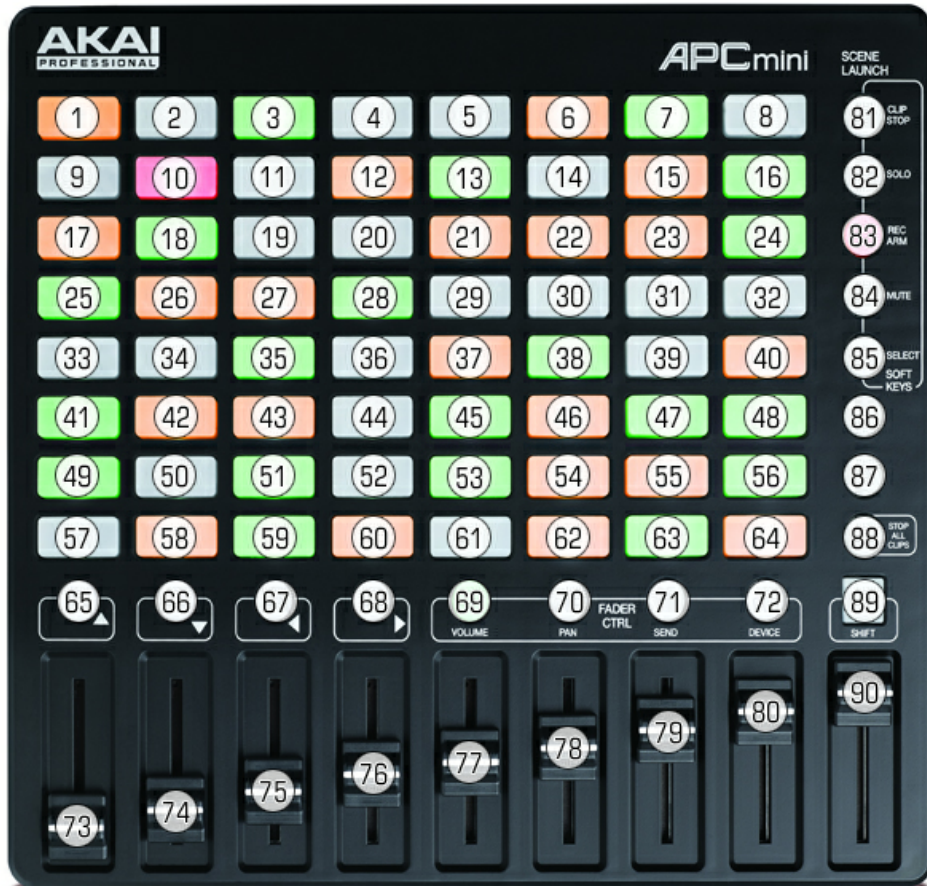 AKAI
PROFESSIONAL
APCmini
SCENE
LAUNCH
1 2 3 4 5 6 7 8 81 CLIP
STOP
9 10 11 12 13 14 15 16 82 SOLO
17 18 19 20 21 22 23 24 83 REC
ARM
25 26 27 28 29 30 31 32 84 MUTE
33 34 35 36 37 38 39 40 85 SELECT
SOFT
KEYS
41 42 43 44 45 46 47 48 86
49 50 51 52 53 54 55 56 87
57 58 59 60 61 62 63 64 88 STOP
ALL
CLIPS
65 66 67 68 69 70 71 72 89
FADER
CTRL
VOLUME PAN SEND DEVICE SHIFT
73 74 75 76 77 78 79 80 90